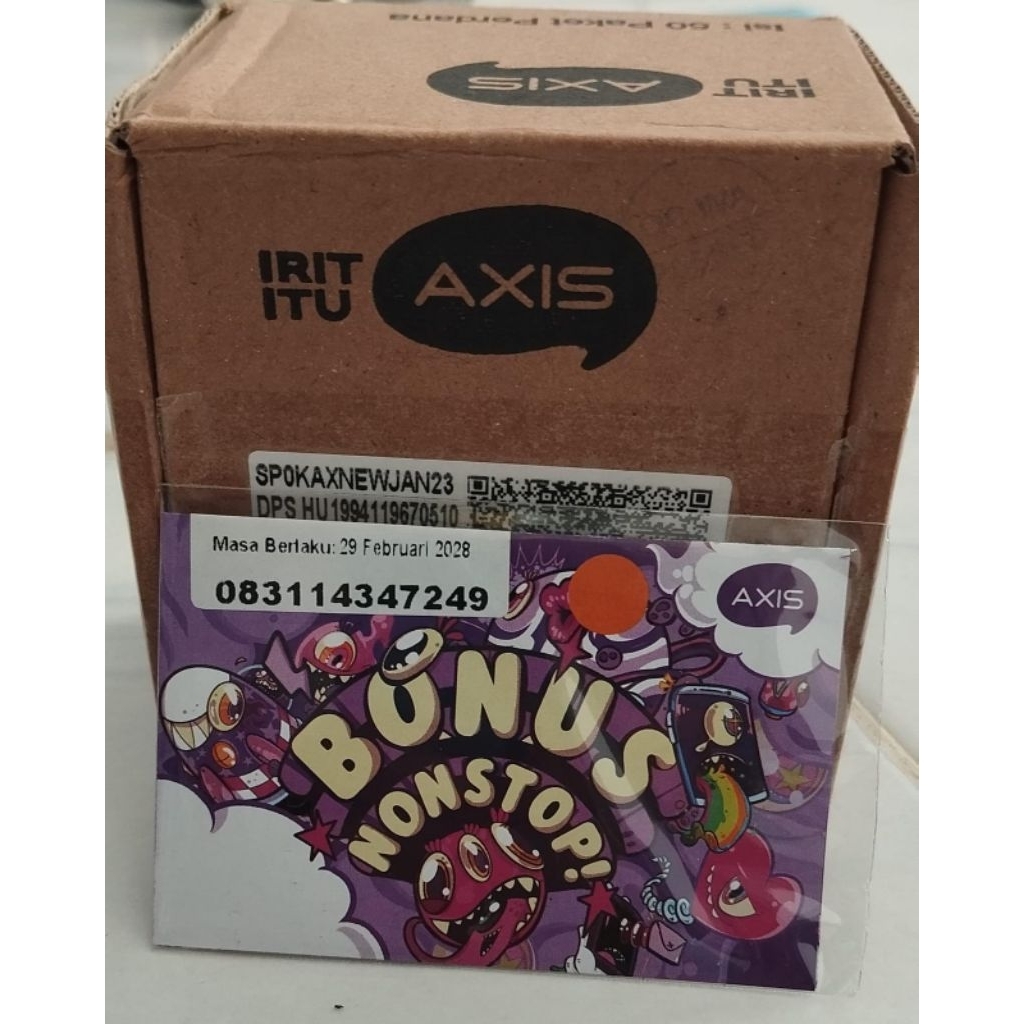 Isi : 60 Paket Perdana
IRIT
ITU
AXIS
IRIT
ITU
AXIS
SP0KAXNEWJAN23
DPS HU1994119670510
Masa Berlaku: 29 Februari 2028
083114347249
AXIS
BONUS
NONSTOP!